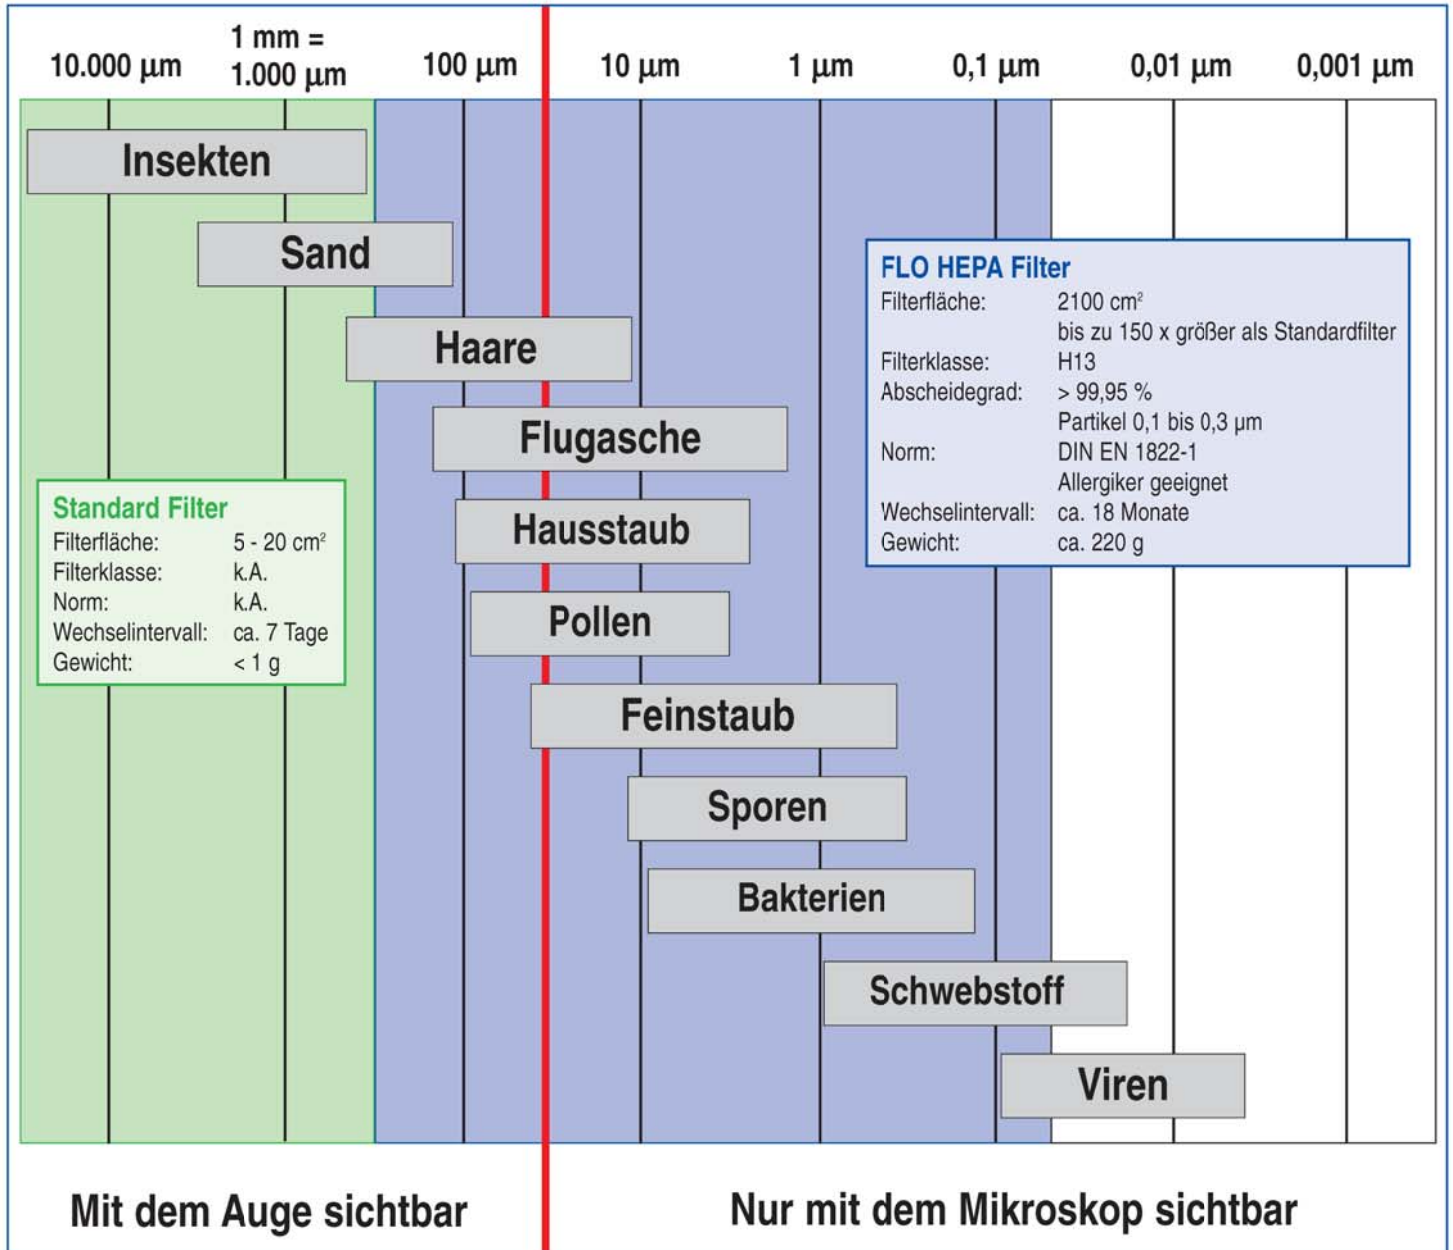 1 mm =
10.000 µm 1.000 µm 100 µm 10 µm 1 µm 0,1 µm 0,01 µm 0,001 µm
Insekten
Sand
Haare
Flugasche
Hausstaub
Pollen
Feinstaub
Sporen
Bakterien
Schwebstoff
Viren
FLO HEPA Filter
Filterfläche: 2100 cm²
bis zu 150 x größer als Standardfilter
Filterklasse: H13
Abscheidegrad: > 99,95 %
Partikel 0,1 bis 0,3 µm
Norm: DIN EN 1822-1
Allergiker geeignet
Wechselintervall: ca. 18 Monate
Gewicht: ca. 220 g
Standard Filter
Filterfläche: 5 - 20 cm²
Filterklasse: k.A.
Norm: k.A.
Wechselintervall: ca. 7 Tage
Gewicht: < 1 g
Mit dem Auge sichtbar
Nur mit dem Mikroskop sichtbar